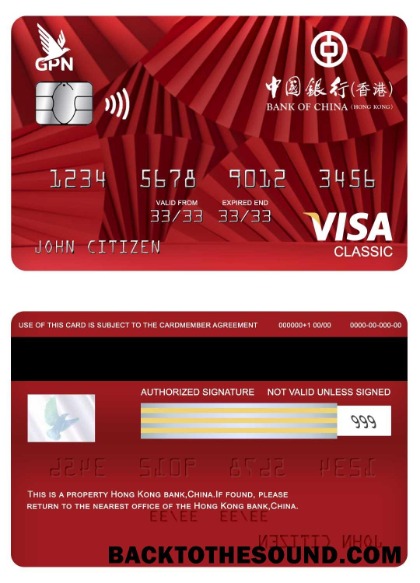 GPN
中国银行(香港)
BANK OF CHINA (HONG KONG)
1234 5678 9012 3456
VALID FROM EXPIRED END
33/33 33/33
JOHN CITIZEN
VISA
CLASSIC
USE OF THIS CARD IS SUBJECT TO THE CARDMEMBER AGREEMENT 000000+1 00/00 0000-00-000-00
AUTHORIZED SIGNATURE NOT VALID UNLESS SIGNED
999
THIS IS A PROPERTY HONG KONG BANK,CHINA.IF FOUND, PLEASE
RETURN TO THE NEAREST OFFICE OF THE HONG KONG BANK,CHINA.
BACKTOTHESOUND.COM